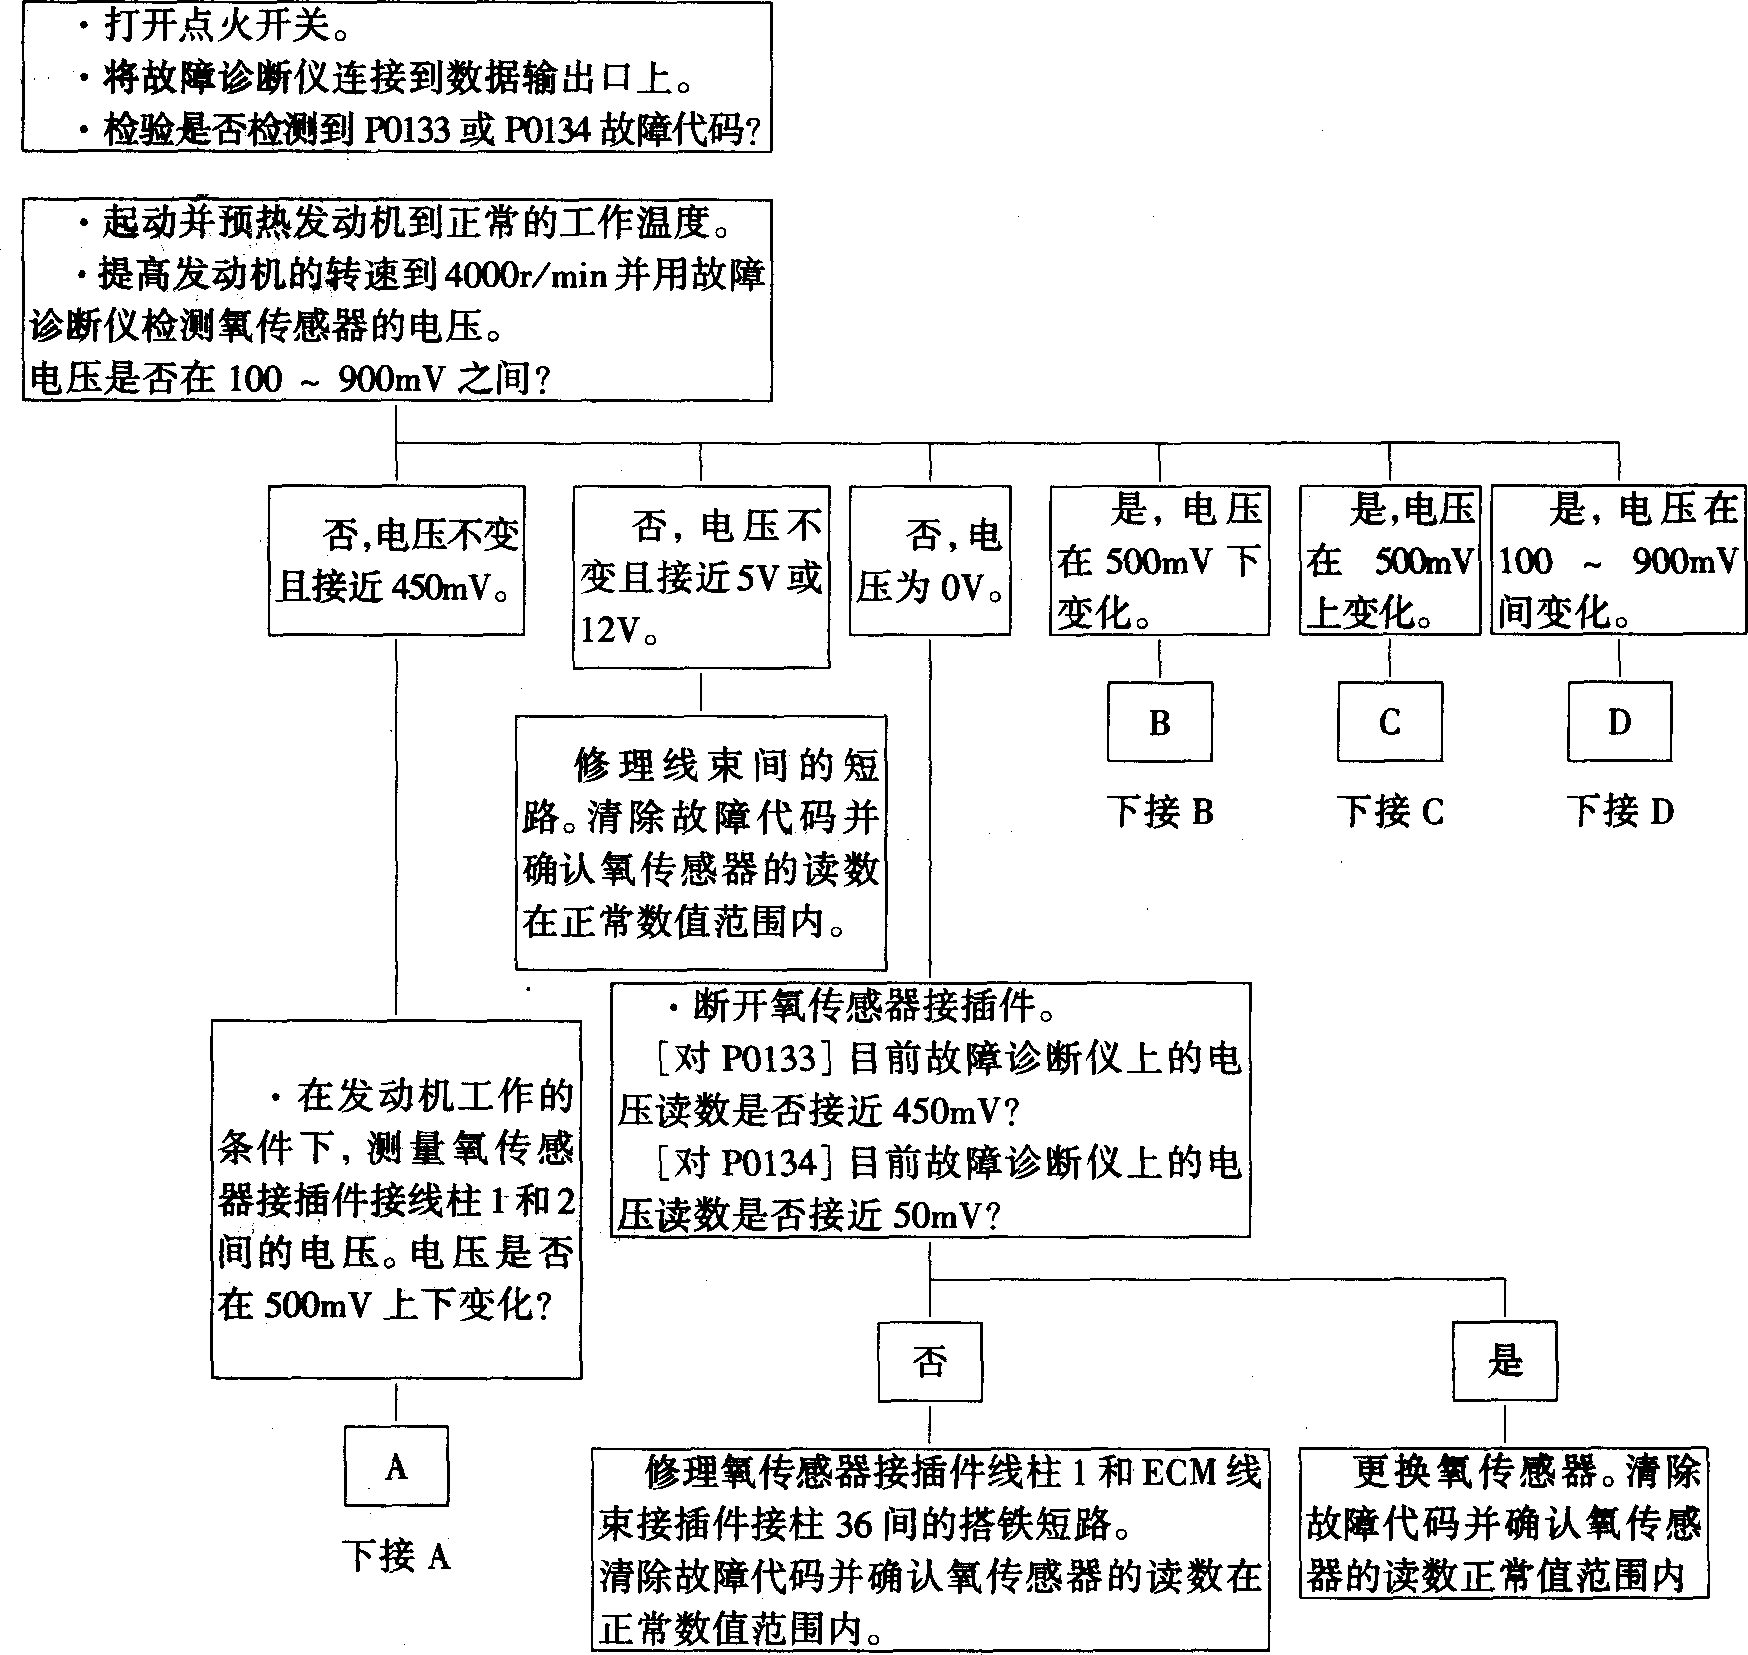 ·打开点火开关。
·将故障诊断仪连接到数据输出口上。
·检验是否检测到P0133或P0134故障代码?
·起动并预热发动机到正常的工作温度。
·提高发动机的转速到4000r/min并用故障
诊断仪检测氧传感器的电压。
电压是否在100 ~ 900mV之间?
否,电压不变
且接近450mV。
否,电压不
变且接近5V或
12V。
否,电
压为0V。
是,电压
在500mV下
变化。
是,电压
在 500mV
上变化。
是,电压在
100 ~ 900mV
间变化。
B
C
D
下接B
下接C
下接D
修理线束间的短
路。清除故障代码并
确认氧传感器的读数
在正常数值范围内。
·断开氧传感器接插件。
[对P0133]目前故障诊断仪上的电
压读数是否接近450mV?
[对P0134]目前故障诊断仪上的电
压读数是否接近50mV?
·在发动机工作的
条件下,测量氧传感
器接插件接线柱1和2
间的电压。电压是否
在500mV上下变化?
否
是
A
下接A
修理氧传感器接插件线柱1和ECM线
束接插件接柱36间的搭铁短路。
清除故障代码并确认氧传感器的读数在
正常数值范围内。
更换氧传感器。清除
故障代码并确认氧传感
器的读数正常值范围内